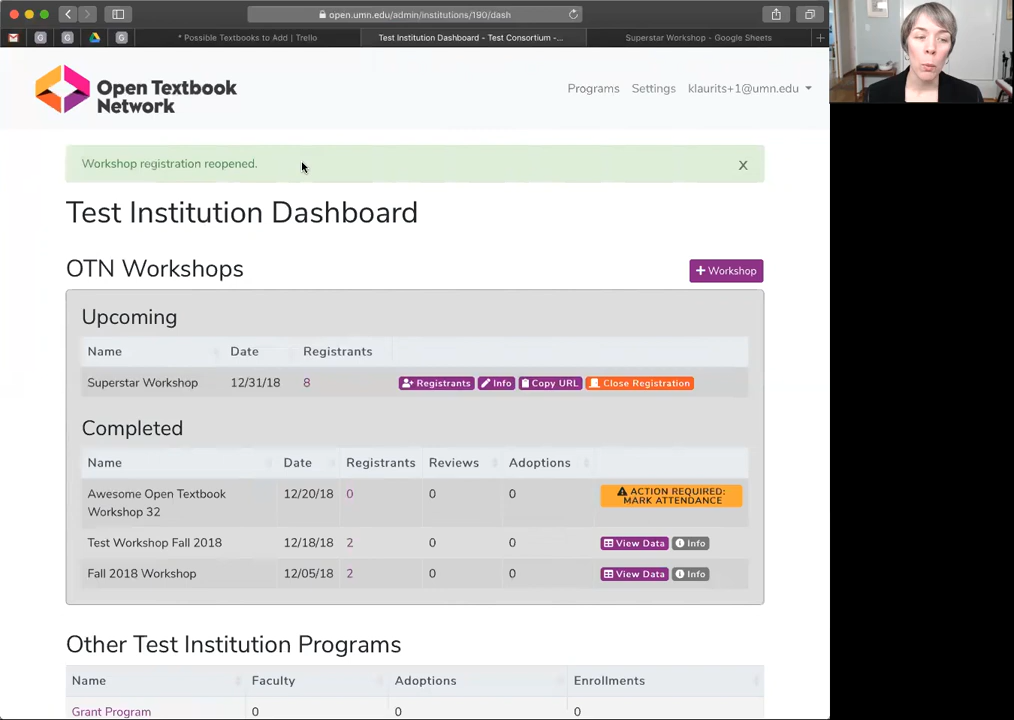 open.umn.edu/admin/institutions/190/dash
* Possible Textbooks to Add | Trello
Test Institution Dashboard - Test Consortium -...
Superstar Workshop - Google Sheets
Open Textbook
Network
Programs
Settings
klaurits+1@umn.edu
Workshop registration reopened.
X
Test Institution Dashboard
OTN Workshops
+ Workshop
Upcoming
Name Date Registrants
Superstar Workshop 12/31/18 8 Registrants Info Copy URL Close Registration
Completed
Name Date Registrants Reviews Adoptions
Awesome Open Textbook
Workshop 32
12/20/18 0 0 0
ACTION REQUIRED:
MARK ATTENDANCE
Test Workshop Fall 2018 12/18/18 2 0 0 View Data Info
Fall 2018 Workshop 12/05/18 2 0 0 View Data Info
Other Test Institution Programs
Name Faculty Adoptions Enrollments
Grant Program 0 0 0